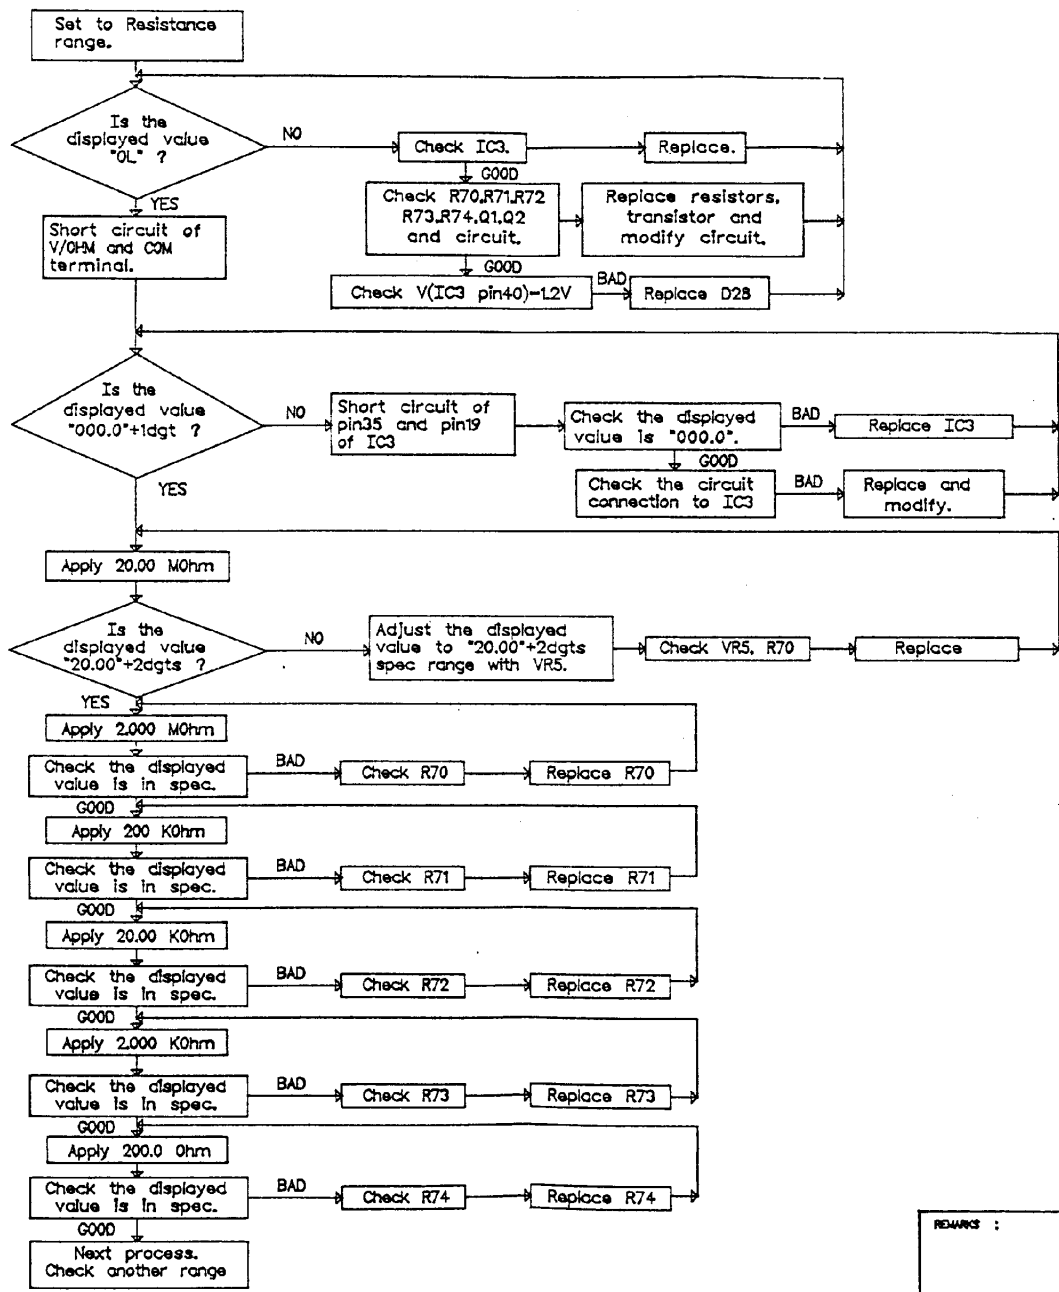 Set to Resistance
range.
Is the
displayed value
"OL" ?
NO
Check IC3.
Replace.
GOOD
YES
Check R70.R71.R72
R73.R74.Q1.Q2
and circuit.
Replace resistors,
transistor and
modify circuit.
Short circuit of
V/OHM and COM
terminal.
GOOD
Check V(IC3 pin40)-1.2V
BAD
Replace D28
Is the
displayed value
"000.0"+1dgt ?
NO
Short circuit of
pin35 and pin19
of IC3
Check the displayed
value is "000.0".
BAD
Replace IC3
GOOD
YES
Check the circuit
connection to IC3
BAD
Replace and
modify.
Apply 20.00 MOhm
Is the
displayed value
"20.00"+2dgts ?
NO
Adjust the displayed
value to "20.00"+2dgts
spec range with VR5.
Check VR5. R70
Replace
YES
Apply 2.000 MOhm
Check the displayed
value is in spec.
BAD
Check R70
Replace R70
GOOD
Apply 200 KOhm
Check the displayed
value is in spec.
BAD
Check R71
Replace R71
GOOD
Apply 20.00 KOhm
Check the displayed
value is in spec.
BAD
Check R72
Replace R72
GOOD
Apply 2.000 KOhm
Check the displayed
value is in spec.
BAD
Check R73
Replace R73
GOOD
Apply 200.0 Ohm
Check the displayed
value is in spec.
BAD
Check R74
Replace R74
GOOD
Next process.
Check another range
REMARKS :